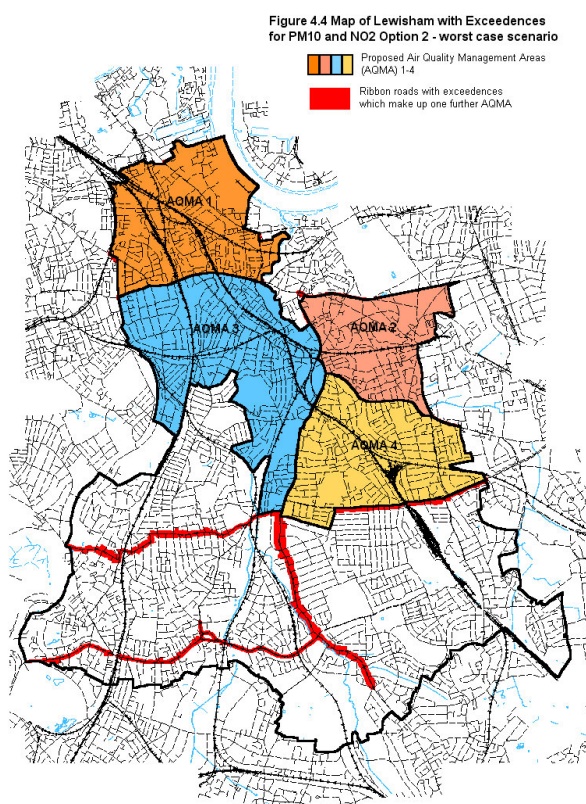 Figure 4.4 Map of Lewisham with Exceedences
for PM10 and NO2 Option 2 - worst case scenario
Proposed Air Quality Management Areas
(AQMA) 1-4
Ribbon roads with exceedences
which make up one further AQMA
AQMA 1
AQMA 3
AQMA 2
AQMA 4